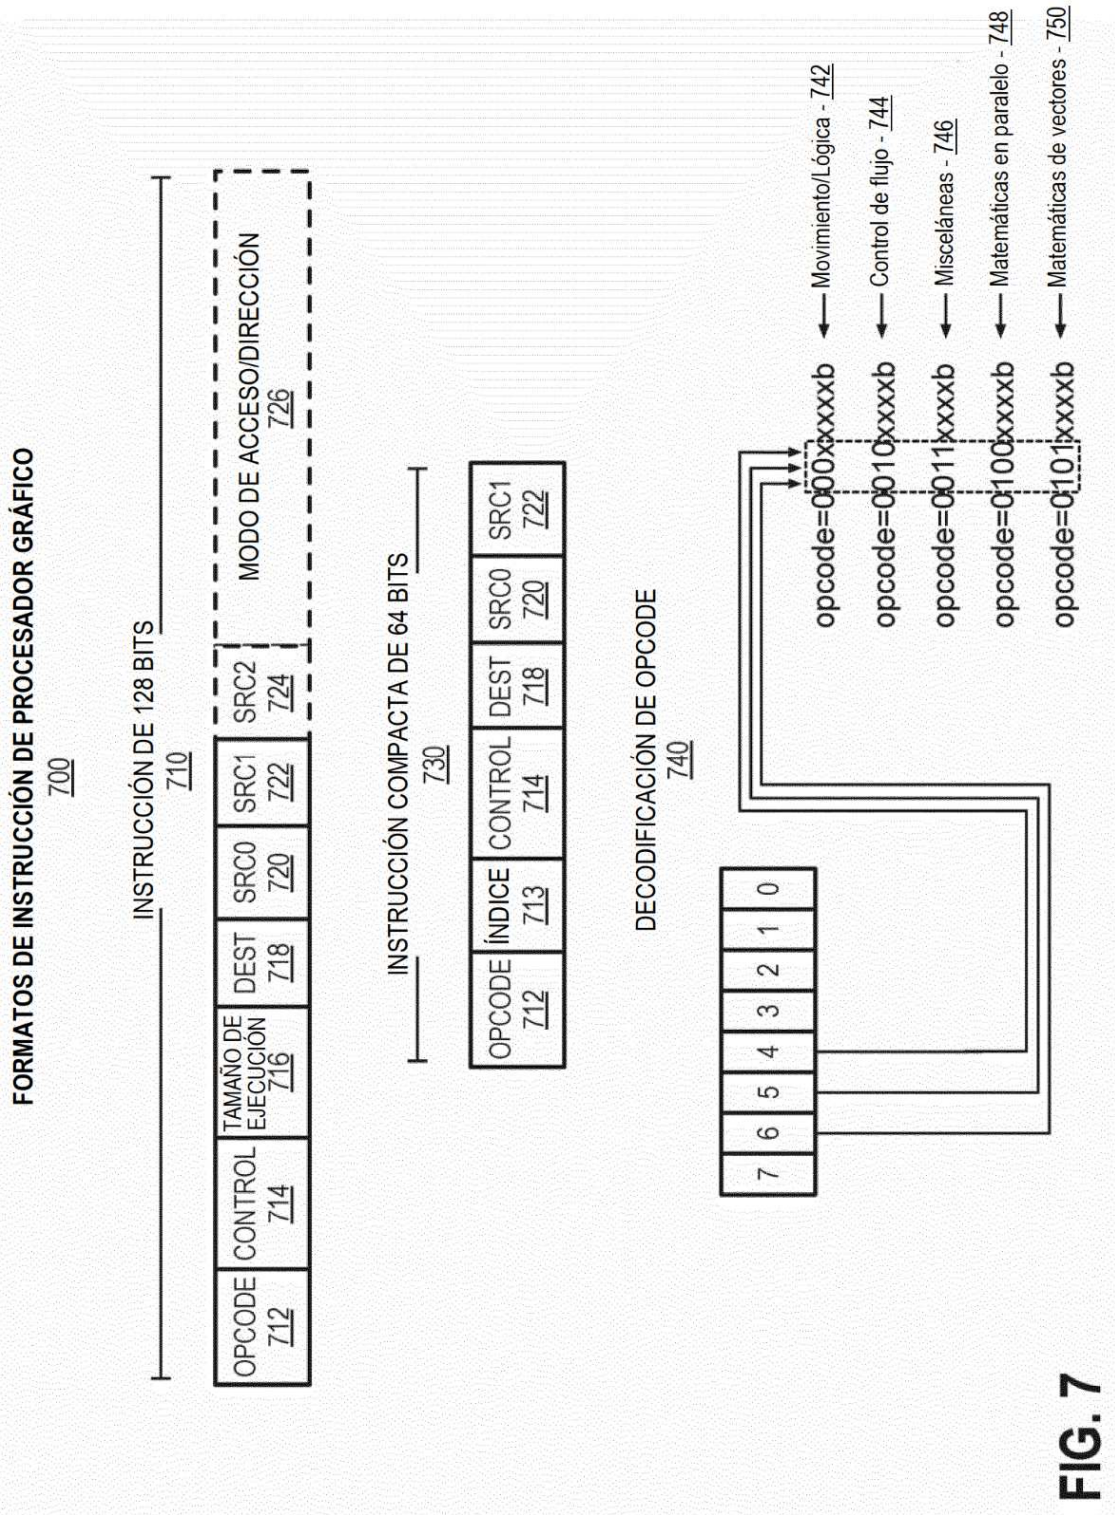 FORMATOS DE INSTRUCCIÓN DE PROCESADOR GRÁFICO
700
INSTRUCCIÓN DE 128 BITS
710
OPCODE
712
CONTROL
714
TAMAÑO DE
EJECUCIÓN
716
DEST
718
SRC0
720
SRC1
722
SRC2
724
MODO DE ACCESO/DIRECCIÓN
726
INSTRUCCIÓN COMPACTA DE 64 BITS
730
OPCODE
712
ÍNDICE
713
CONTROL
714
DEST
718
SRC0
720
SRC1
722
DECODIFICACIÓN DE OPCODE
740
7 6 5 4 3 2 1 0
opcode=000xxxxxb Movimiento/Lógica - 742
opcode=0010xxxxb Control de flujo - 744
opcode=0011xxxxb Misceláneas - 746
opcode=0100xxxxb Matemáticas en paralelo - 748
opcode=0101xxxxb Matemáticas de vectores - 750
FIG. 7